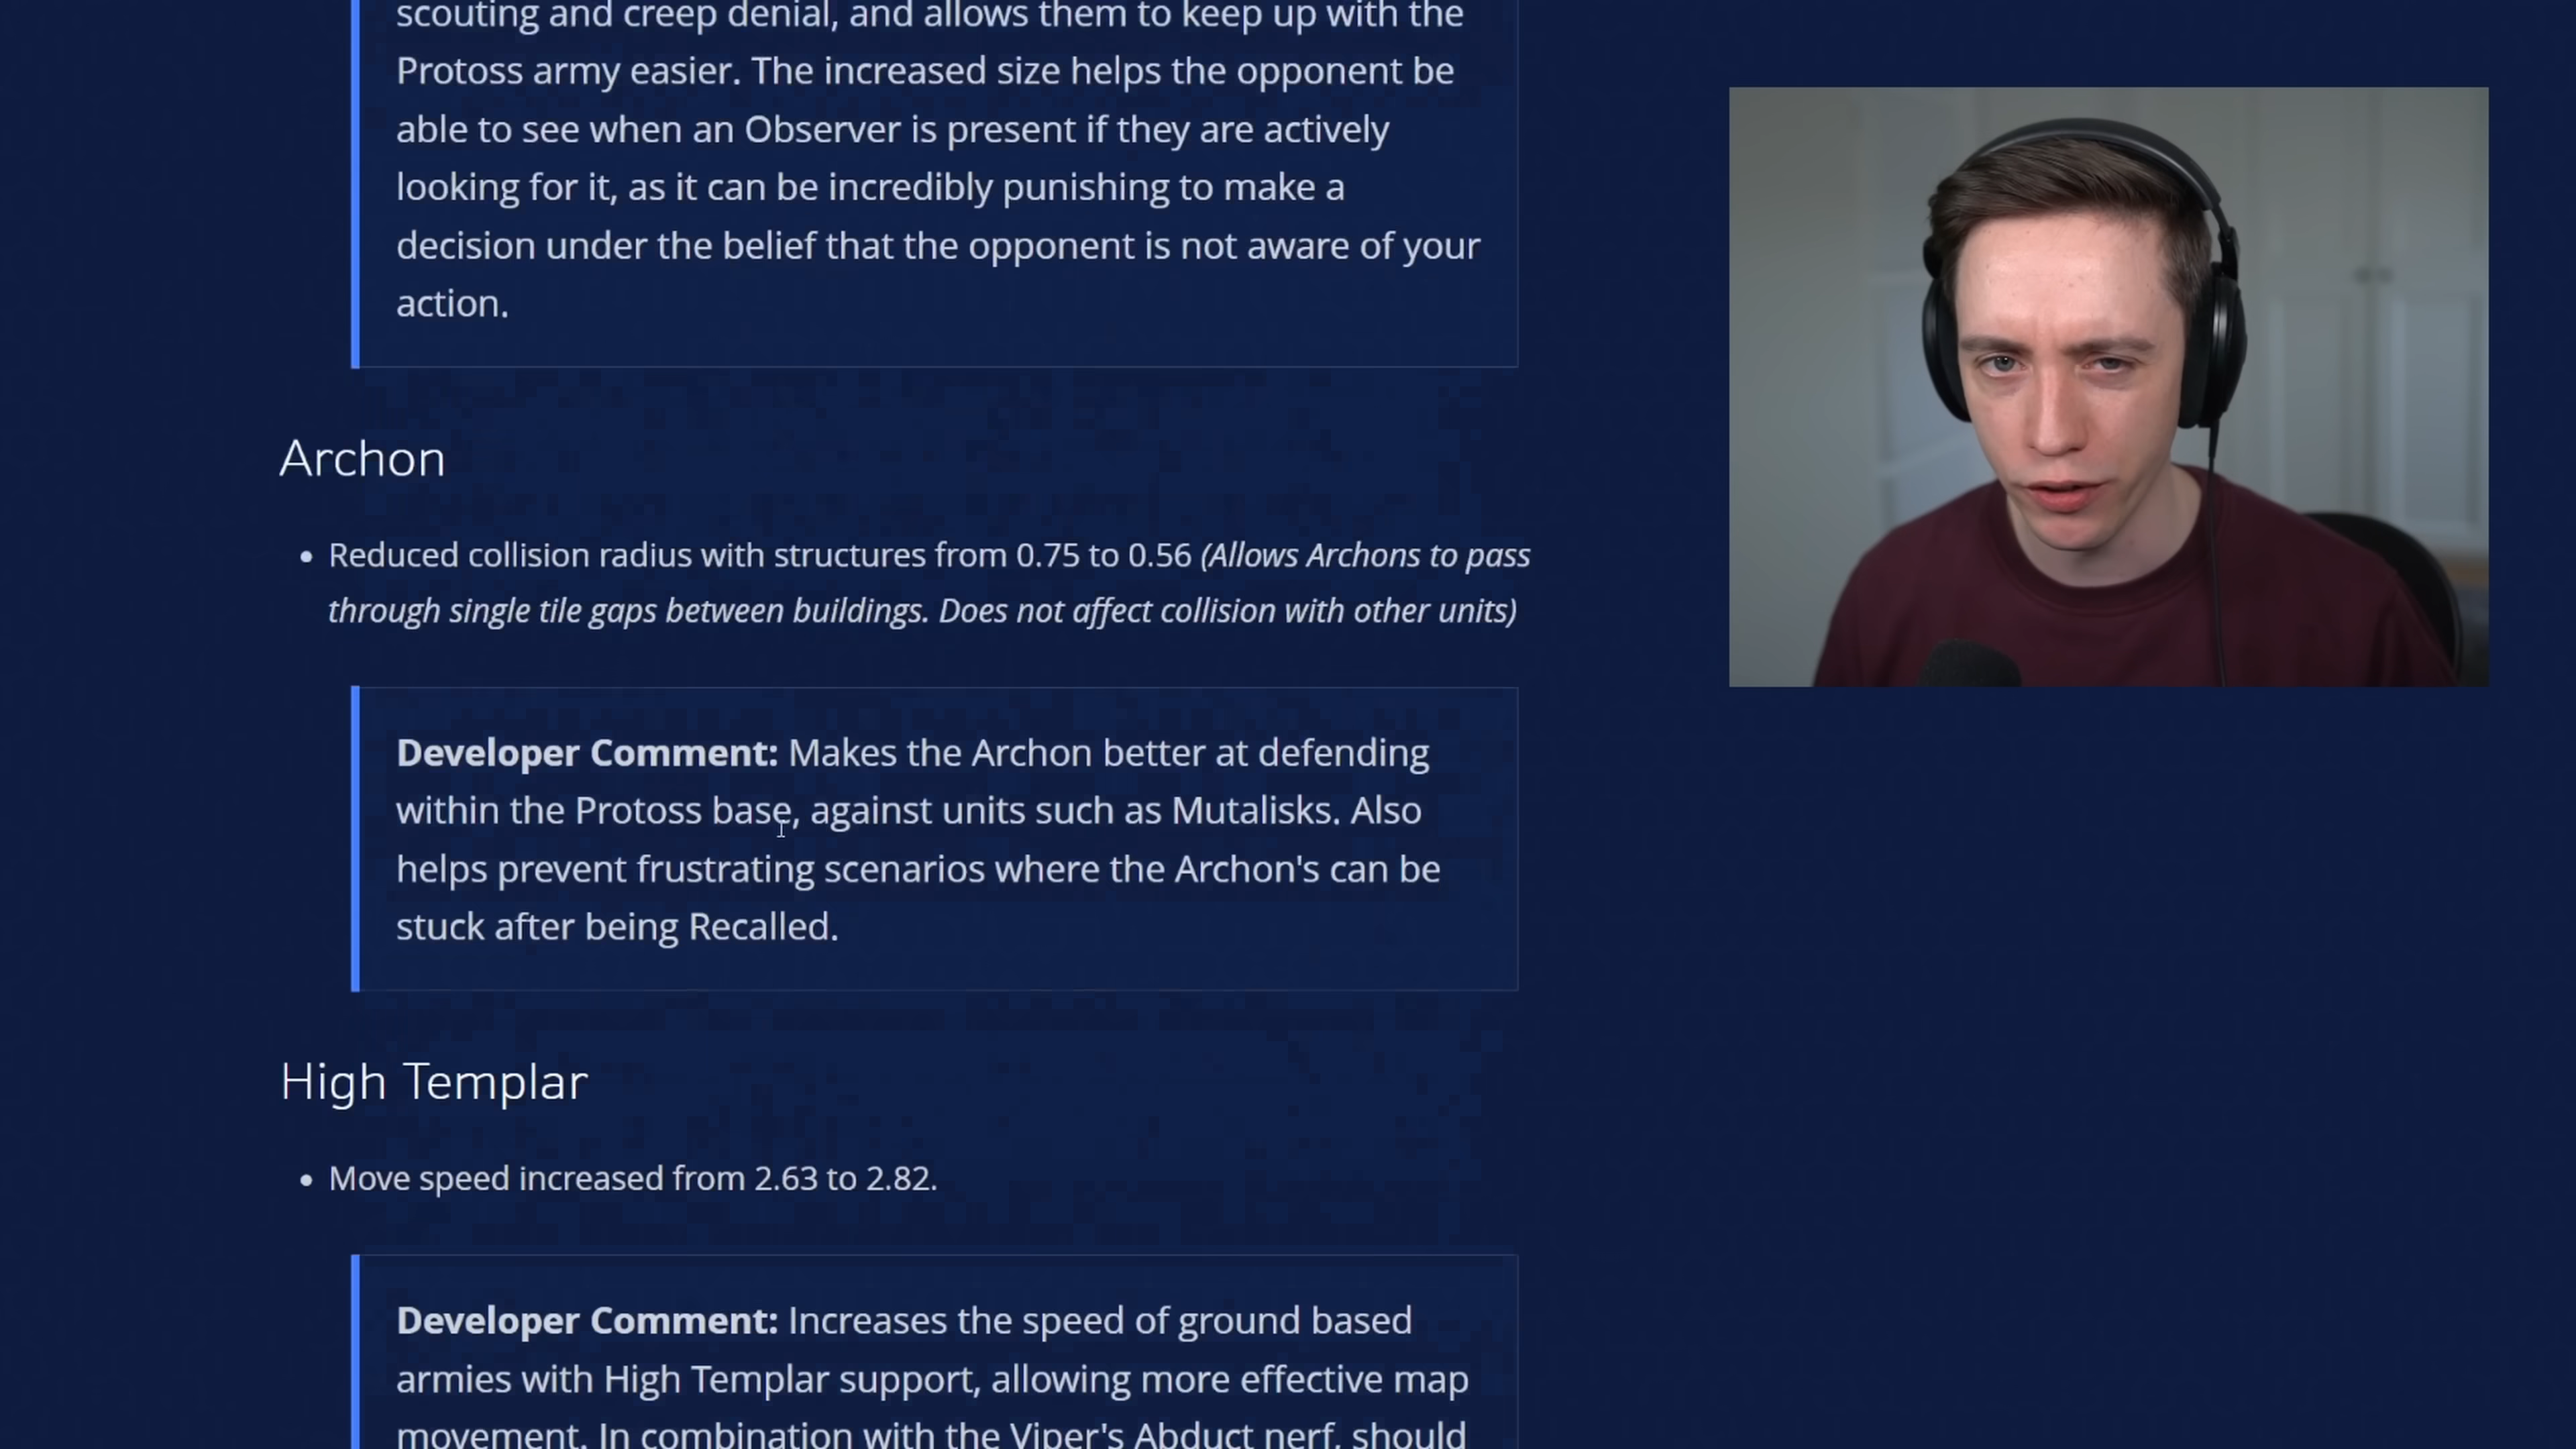 scouting and creep denial, and allows them to keep up with the
Protoss army easier. The increased size helps the opponent be
able to see when an Observer is present if they are actively
looking for it, as it can be incredibly punishing to make a
decision under the belief that the opponent is not aware of your
action.
Archon
• Reduced collision radius with structures from 0.75 to 0.56 (Allows Archons to pass
through single tile gaps between buildings. Does not affect collision with other units)
Developer Comment: Makes the Archon better at defending
within the Protoss base, against units such as Mutalisks. Also
helps prevent frustrating scenarios where the Archon's can be
stuck after being Recalled.
High Templar
• Move speed increased from 2.63 to 2.82.
Developer Comment: Increases the speed of ground based
armies with High Templar support, allowing more effective map
movement. In combination with the Viper's Abduct nerf, should